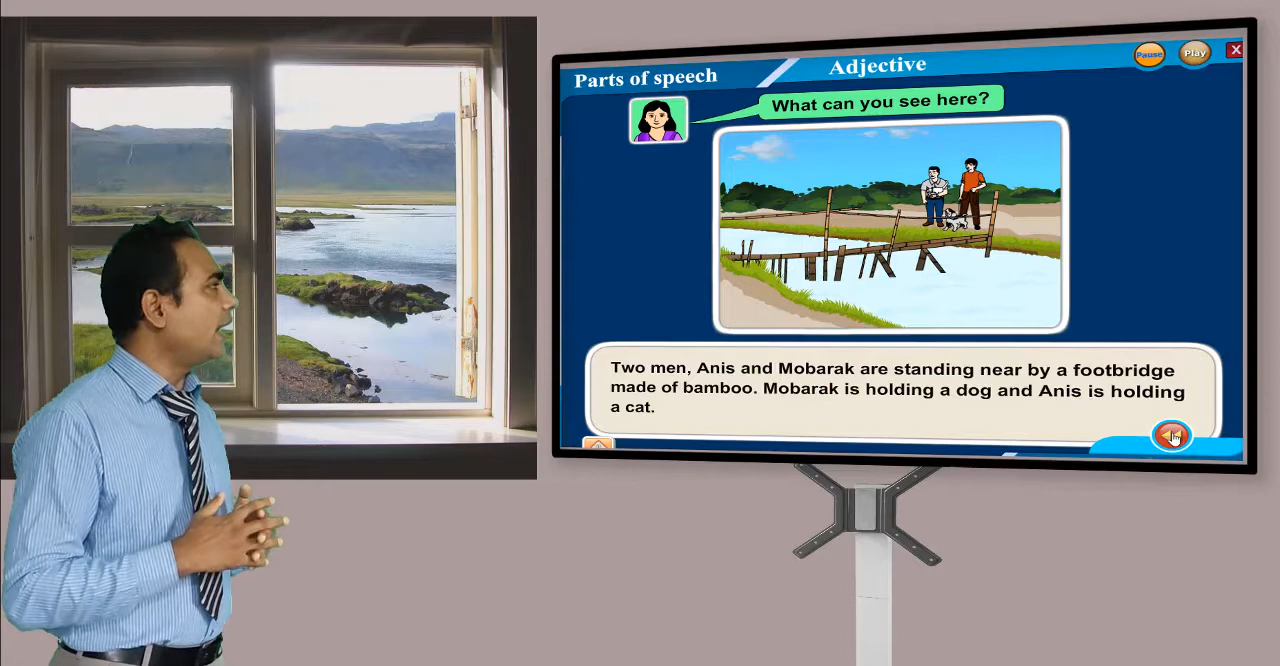 Parts of speech
Adjective
Pause
Play
X
What can you see here?
Two men, Anis and Mobarak are standing near by a footbridge
made of bamboo. Mobarak is holding a dog and Anis is holding
a cat.